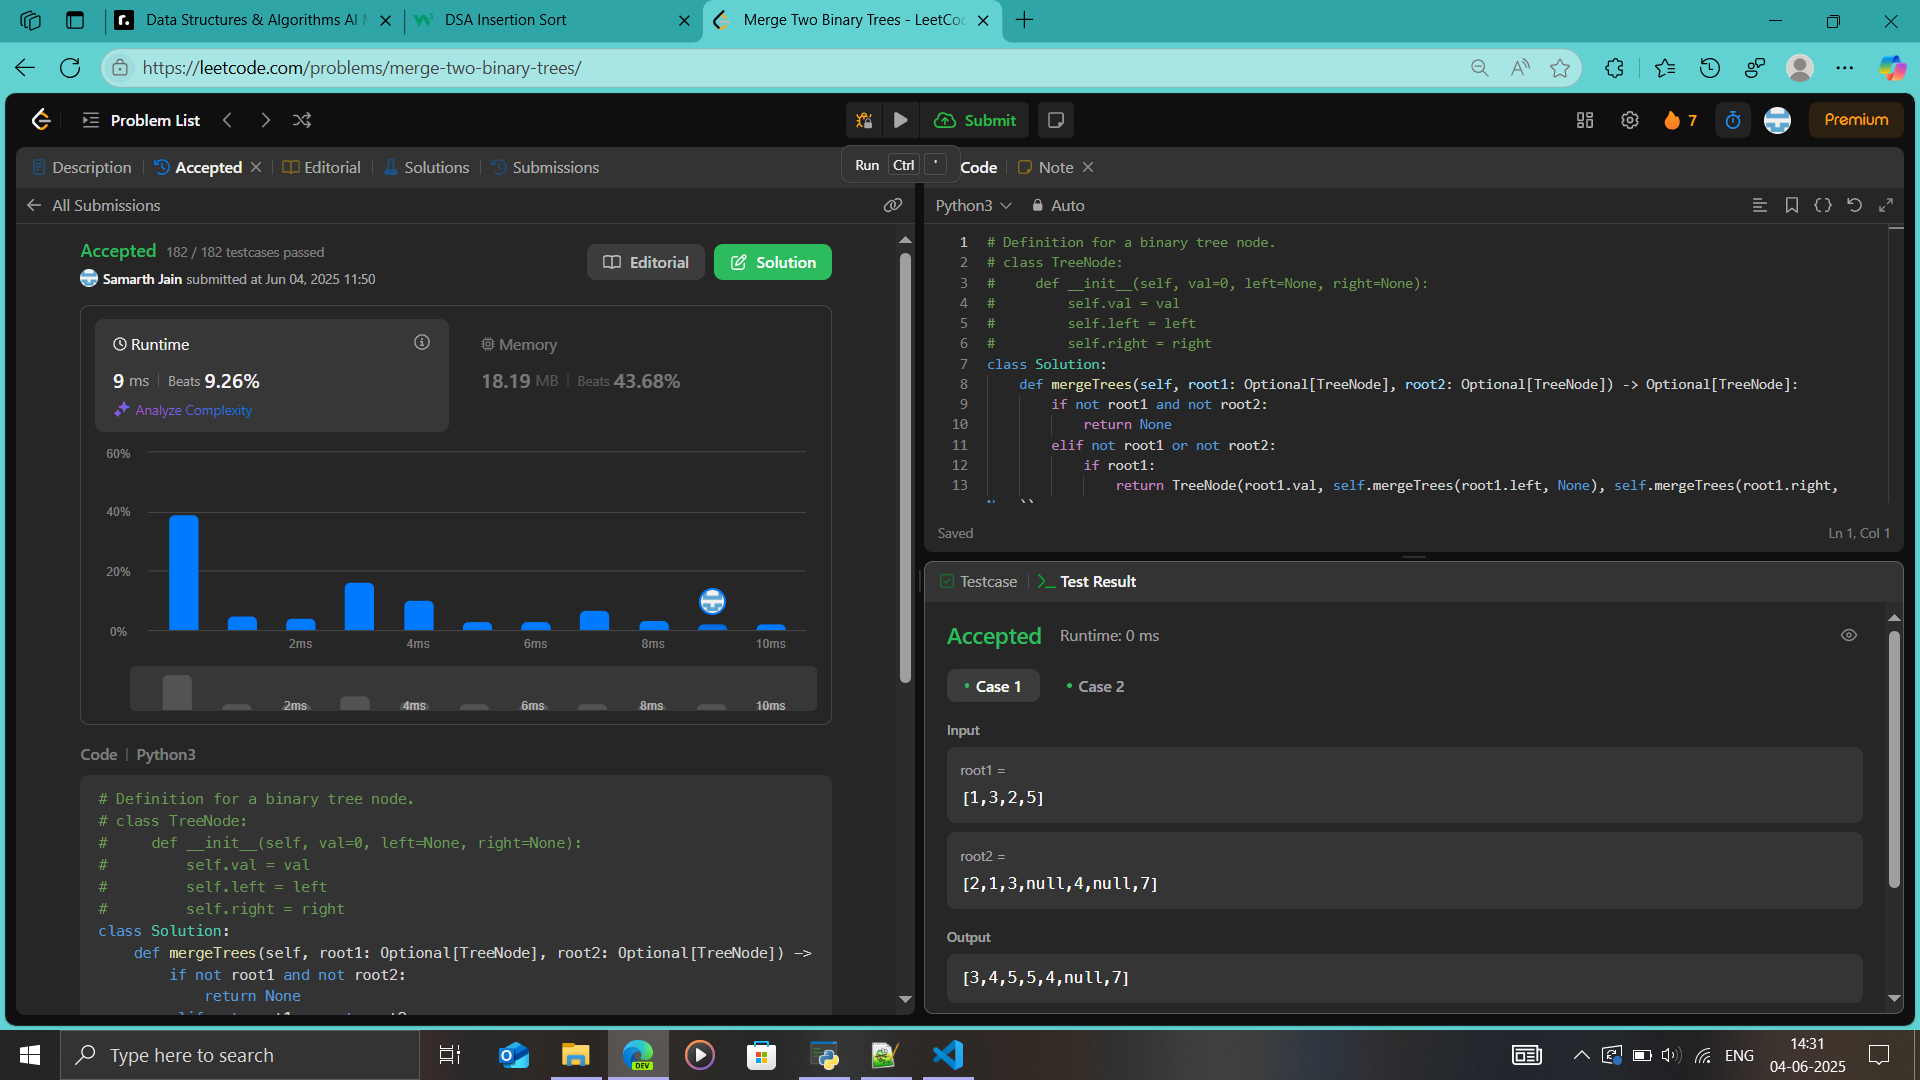 Data Structures & Algorithms AI
DSA Insertion Sort
Merge Two Binary Trees - LeetCo
https://leetcode.com/problems/merge-two-binary-trees/
Problem List
Submit
7
Premium
Description
Accepted
Editorial
Solutions
Submissions
Run Ctrl '
Code
Note
All Submissions
Python3
Auto
Accepted 182 / 182 testcases passed
Samarth Jain submitted at Jun 04, 2025 11:50
Editorial
Solution
Runtime
9 ms | Beats 9.26%
Analyze Complexity
Memory
18.19 MB | Beats 43.68%
60%
40%
20%
0%
2ms 4ms 6ms 8ms 10ms
2ms 4ms 6ms 8ms 10ms
Code | Python3
# Definition for a binary tree node.
# class TreeNode:
#     def __init__(self, val=0, left=None, right=None):
#         self.val = val
#         self.left = left
#         self.right = right
class Solution:
    def mergeTrees(self, root1: Optional[TreeNode], root2: Optional[TreeNode]) ->
        if not root1 and not root2:
            return None
1 # Definition for a binary tree node.
2 # class TreeNode:
3 #     def __init__(self, val=0, left=None, right=None):
4 #         self.val = val
5 #         self.left = left
6 #         self.right = right
7 class Solution:
8     def mergeTrees(self, root1: Optional[TreeNode], root2: Optional[TreeNode]) -> Optional[TreeNode]:
9         if not root1 and not root2:
10             return None
11         elif not root1 or not root2:
12             if root1:
13                 return TreeNode(root1.val, self.mergeTrees(root1.left, None), self.mergeTrees(root1.right,
Saved
Ln 1, Col 1
Testcase
Test Result
Accepted Runtime: 0 ms
Case 1
Case 2
Input
root1 =
[1,3,2,5]
root2 =
[2,1,3,null,4,null,7]
Output
[3,4,5,5,4,null,7]
Type here to search
DEV
ENG
14:31
04-06-2025